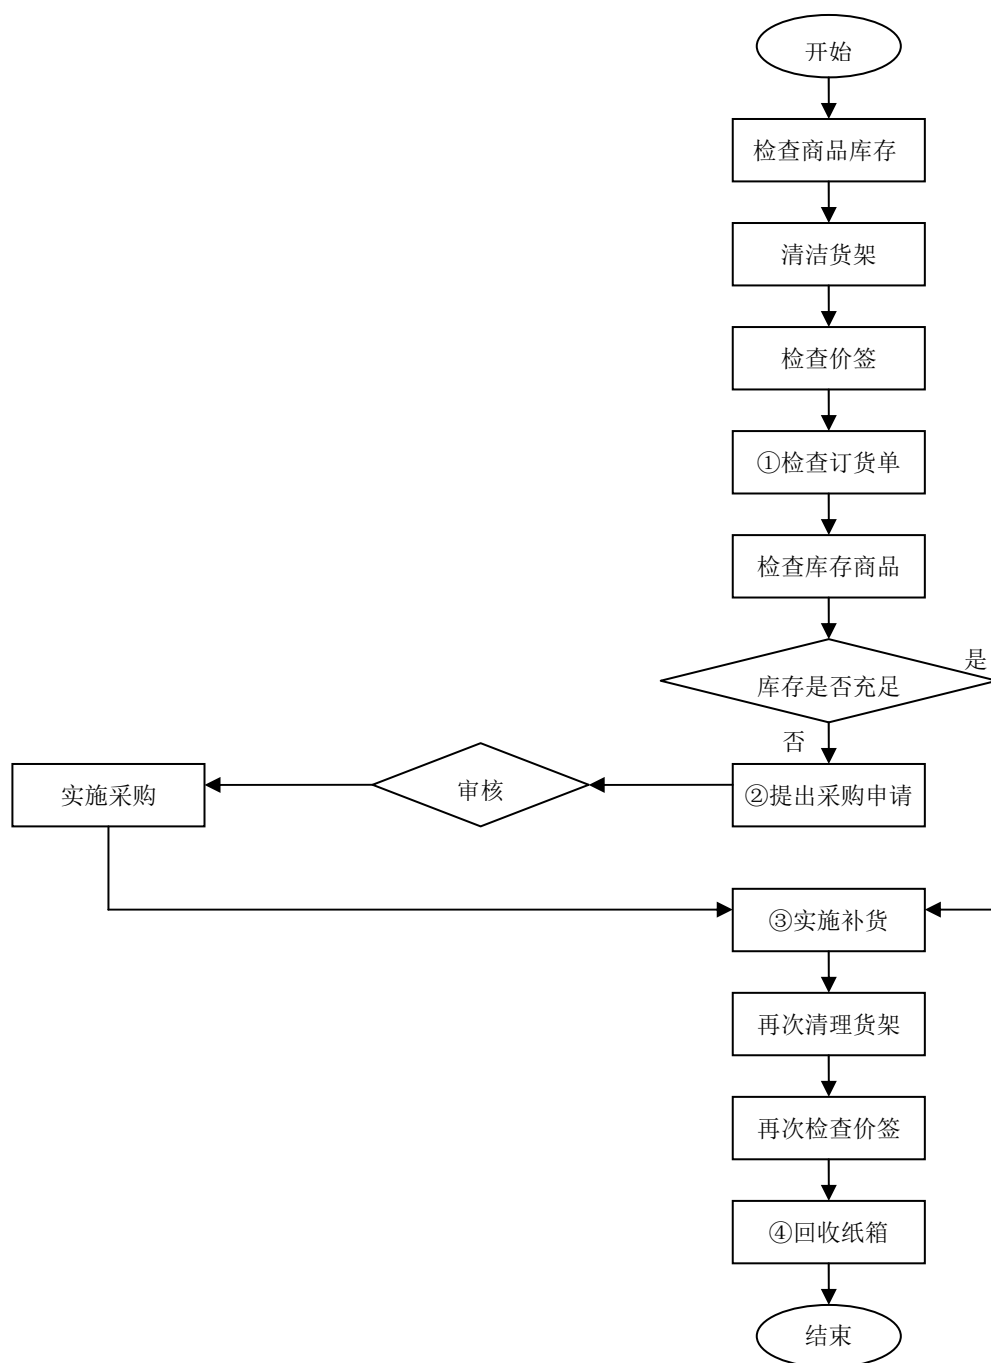 开始
检查商品库存
清洁货架
检查价签
①检查订货单
检查库存商品
是
库存是否充足
否
实施采购
审核
②提出采购申请
③实施补货
再次清理货架
再次检查价签
④回收纸箱
结束